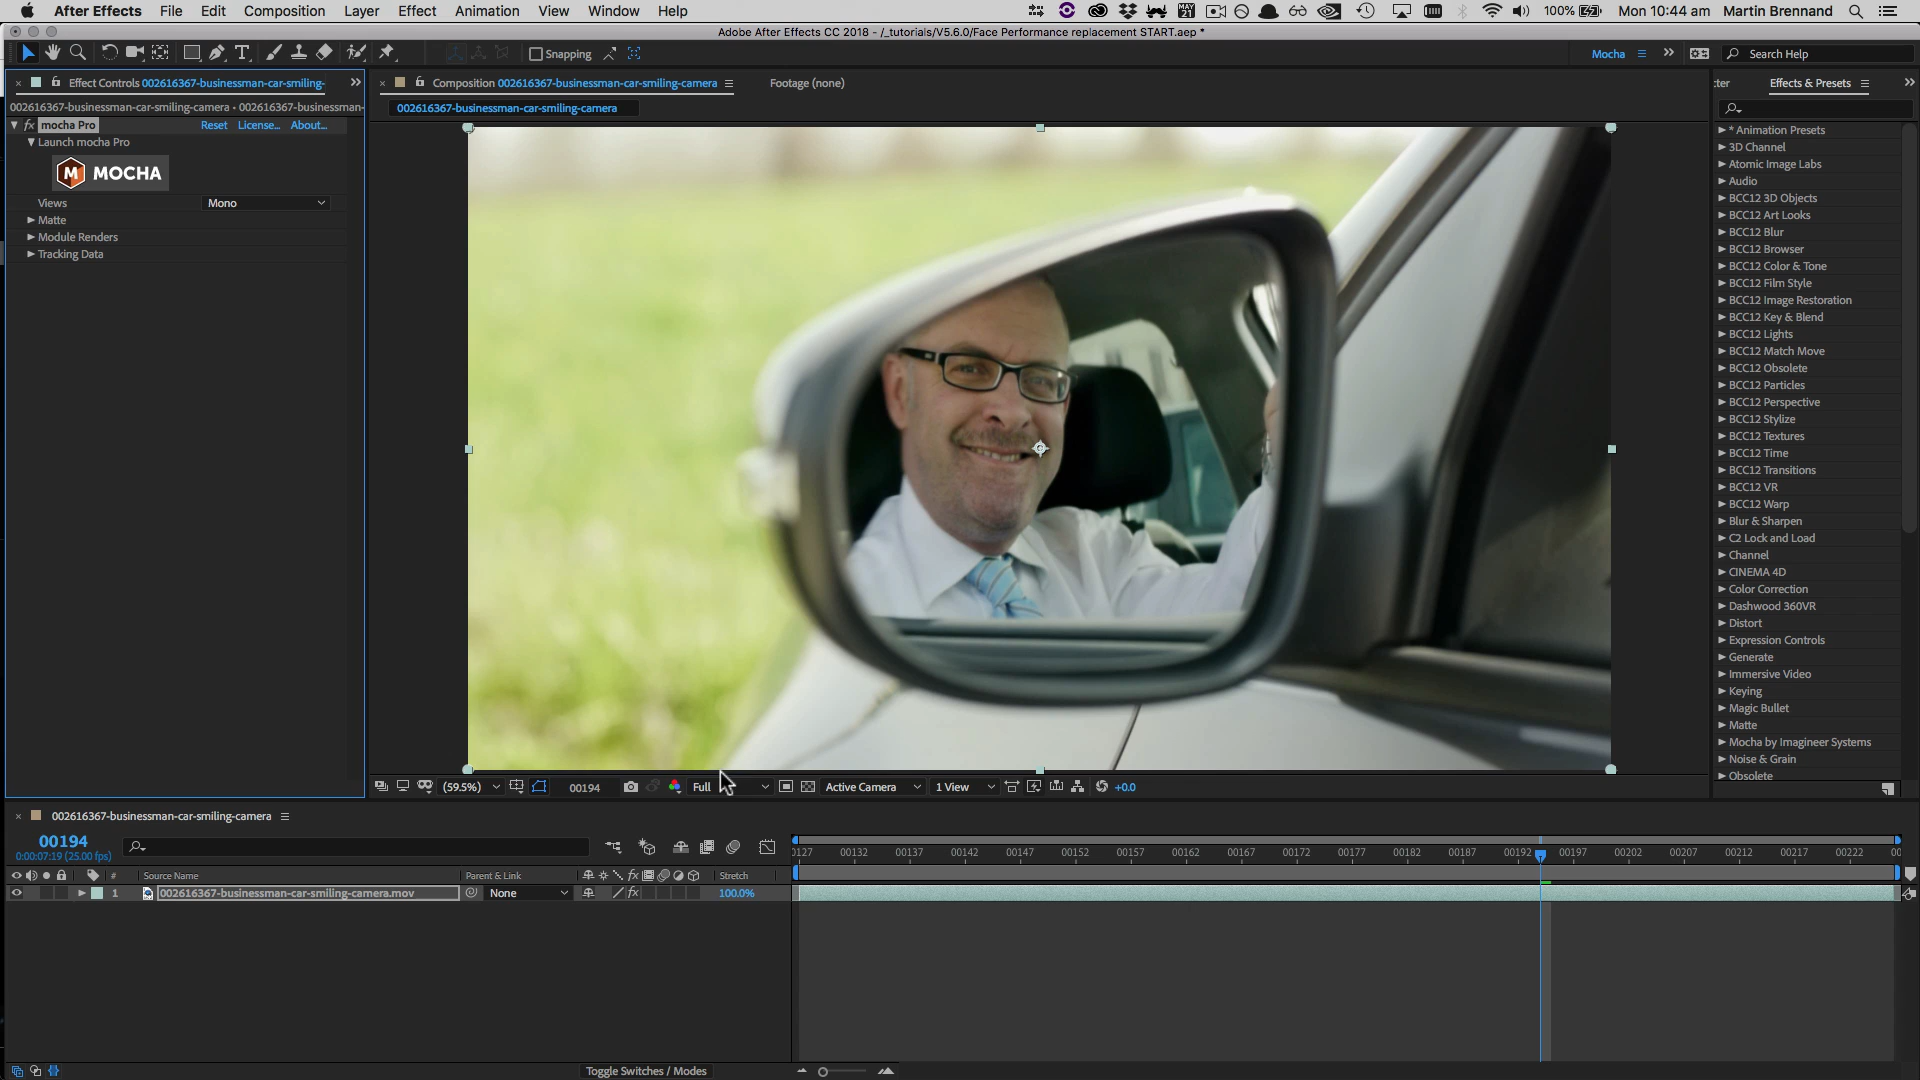 After Effects File Edit Composition Layer Effect Animation View Window Help
MAY 21
100% Mon 10:44 am Martin Brennand
Adobe After Effects CC 2018 - /_tutorials/V5.6.0/Face Performance replacement START.aep *
Snapping
Mocha
Search Help
Effect Controls 002616367-businessman-car-smiling-
Composition 002616367-businessman-car-smiling-camera
Footage (none)
Effects & Presets
002616367-businessman-car-smiling-camera • 002616367-businessman-
002616367-businessman-car-smiling-camera
fx mocha Pro Reset License... About...
Launch mocha Pro
M MOCHA
Views Mono
Matte
Module Renders
Tracking Data
* Animation Presets
3D Channel
Atomic Image Labs
Audio
BCC12 3D Objects
BCC12 Art Looks
BCC12 Blur
BCC12 Browser
BCC12 Color & Tone
BCC12 Film Style
BCC12 Image Restoration
BCC12 Key & Blend
BCC12 Lights
BCC12 Match Move
BCC12 Obsolete
BCC12 Particles
BCC12 Perspective
BCC12 Stylize
BCC12 Textures
BCC12 Time
BCC12 Transitions
BCC12 VR
BCC12 Warp
Blur & Sharpen
C2 Lock and Load
Channel
CINEMA 4D
Color Correction
Dashwood 360VR
Distort
Expression Controls
Generate
Immersive Video
Keying
Magic Bullet
Matte
Mocha by Imagineer Systems
Noise & Grain
Obsolete
(59.5%) 00194 Full Active Camera 1 View +0.0
002616367-businessman-car-smiling-camera
00194
0:00:07:19 (25.00 fps)
00132 00137 00142 00147 00152 00157 00162 00167 00172 00177 00182 00187 00192 00197 00202 00207 00212 00217 00222
# Source Name Parent & Link fx Stretch
1 002616367-businessman-car-smiling-camera.mov None fx 100.0%
Toggle Switches / Modes